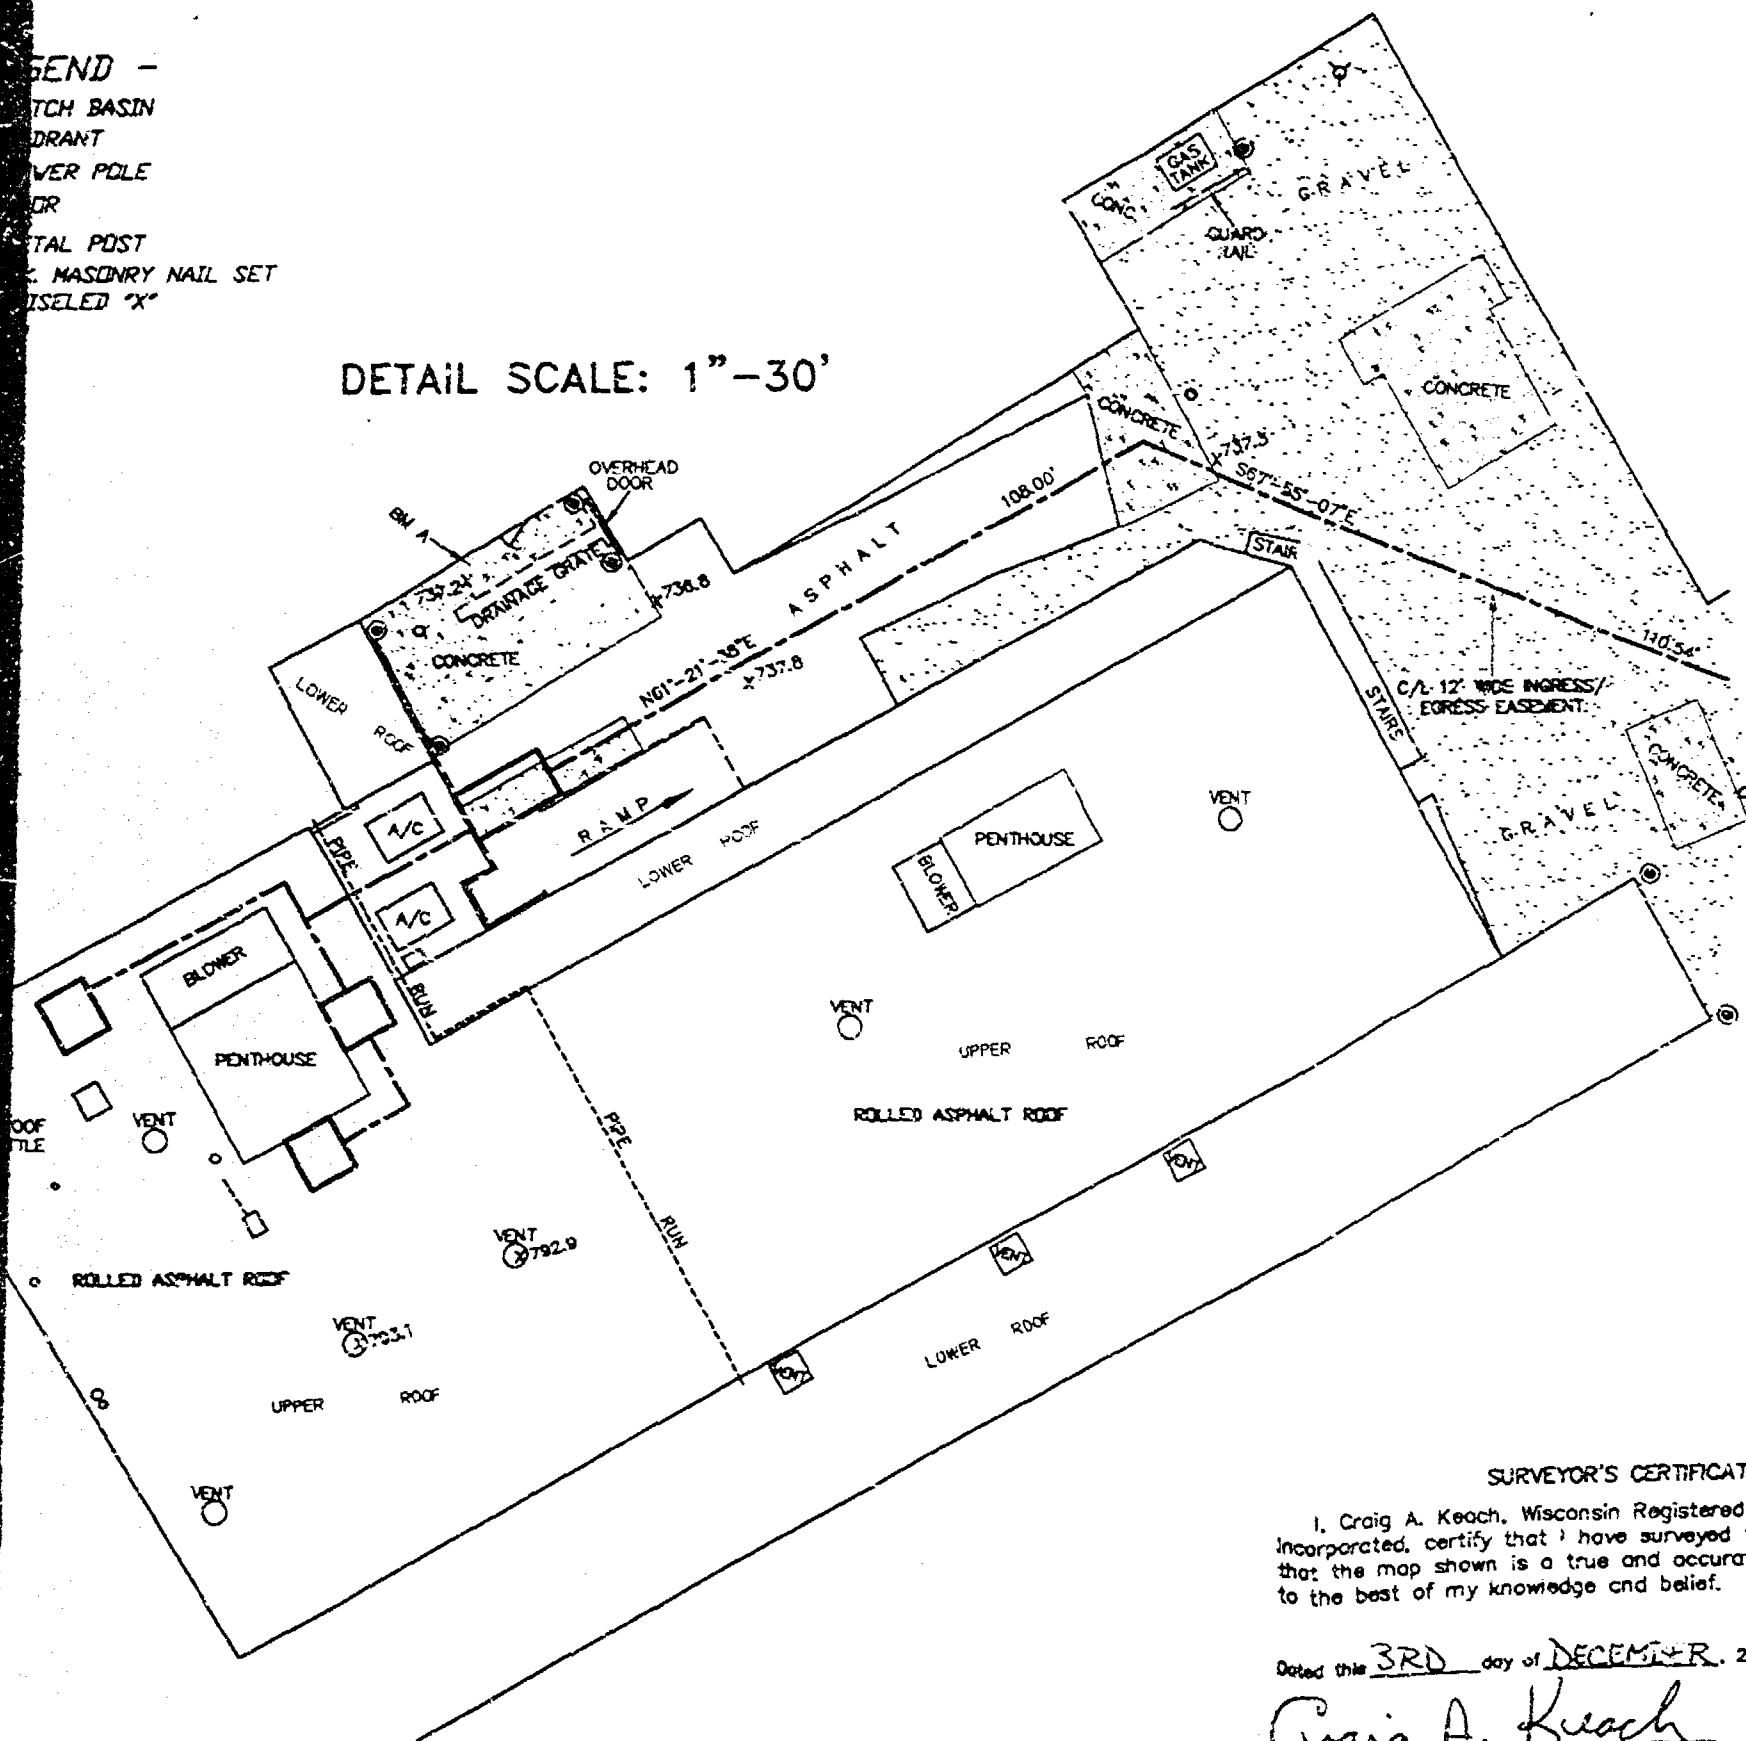 GEND -
TCH BASIN
DRANT
WER POLE
OR
TAL POST
K. MASONRY NAIL SET
ISELED "X"
DETAIL SCALE: 1"-30'
GAS
TANK
CONC.
GUARD
GRAVEL
CONCRETE
CONCRETE
737.3
S67°-55'-07"E
110.54'
108.00'
ASPHALT
N61°-21'-38"E
OVERHEAD
DOOR
BM A
737.24
DRAINAGE GRATE
736.8
737.8
CONCRETE
LOWER ROOF
STAIR
STAIRS
C/L 12' WIDE INGRESS/
EGRESS EASEMENT
CONCRETE
GRAVEL
A/C
A/C
PIPE
RUN
RAMP
LOWER ROOF
PENTHOUSE
BLOWER
VENT
BLOWER
PENTHOUSE
VENT
UPPER ROOF
ROLLED ASPHALT ROOF
OOF
TLE
VENT
PIPE
RUN
VENT
792.9
ROLLED ASPHALT ROOF
VENT
793.1
UPPER ROOF
VENT
VENT
VENT
VENT
LOWER ROOF
SURVEYOR'S CERTIFICAT
I, Craig A. Keach, Wisconsin Registered
Incorporated, certify that I have surveyed
that the map shown is a true and accura
to the best of my knowledge and belief.
Dated this 3RD day of DECEMBER, 2
Craig A. Keach